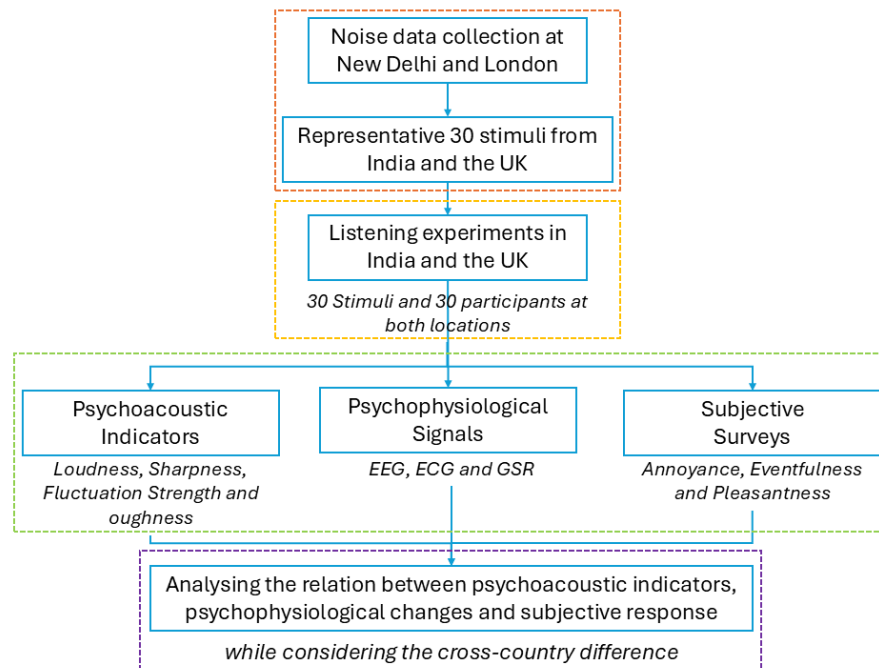 Noise data collection at
New Delhi and London
Representative 30 stimuli from
India and the UK
Listening experiments in
India and the UK
30 Stimuli and 30 participants at
both locations
Psychoacoustic
Indicators
Loudness, Sharpness,
Fluctuation Strength and
oughness
Psychophysiological
Signals
EEG, ECG and GSR
Subjective
Surveys
Annoyance, Eventfulness
and Pleasantness
Analysing the relation between psychoacoustic indicators,
psychophysiological changes and subjective response
while considering the cross-country difference